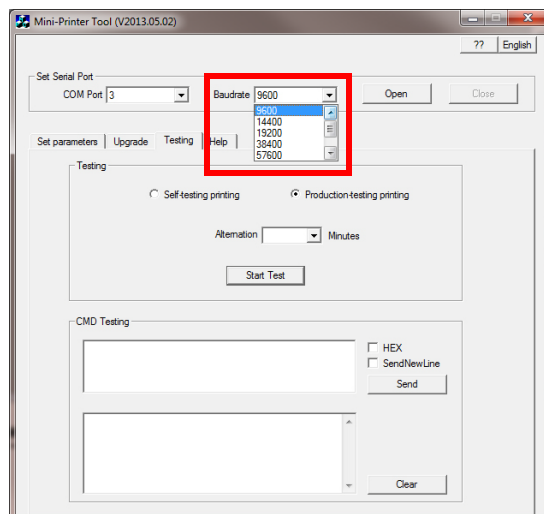 Mini-Printer Tool (V2013.05.02)
?? English
Set Serial Port
COM Port 3 Baudrate 9600 Open Close
9600
14400
19200
38400
57600
Set parameters Upgrade Testing Help
Testing
Self-testing printing Production-testing printing
Alternation Minutes
Start Test
CMD Testing
HEX
SendNewLine
Send
Clear